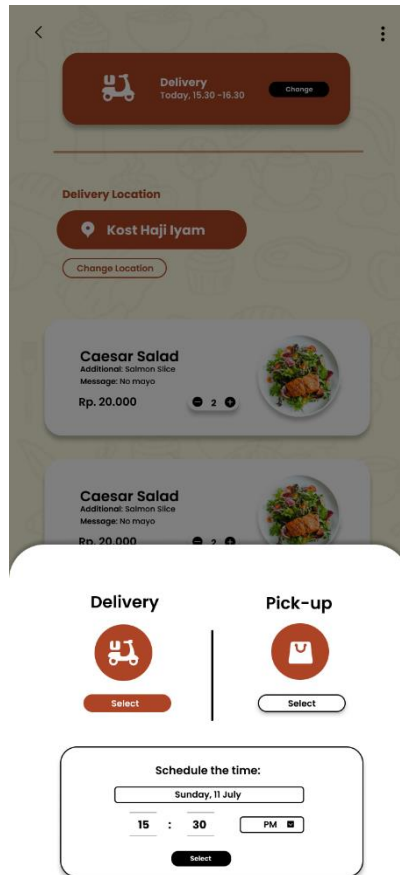 Delivery
Today, 15.30 -16.30
Change
Delivery Location
Kost Haji Iyam
Change Location
Caesar Salad
Additional: Salmon Slice
Message: No mayo
Rp. 20.000
2
Caesar Salad
Additional: Salmon Slice
Message: No mayo
Rp. 20.000
2
Delivery
Pick-up
Select
Select
Schedule the time:
Sunday, 11 July
15 : 30 PM
Select